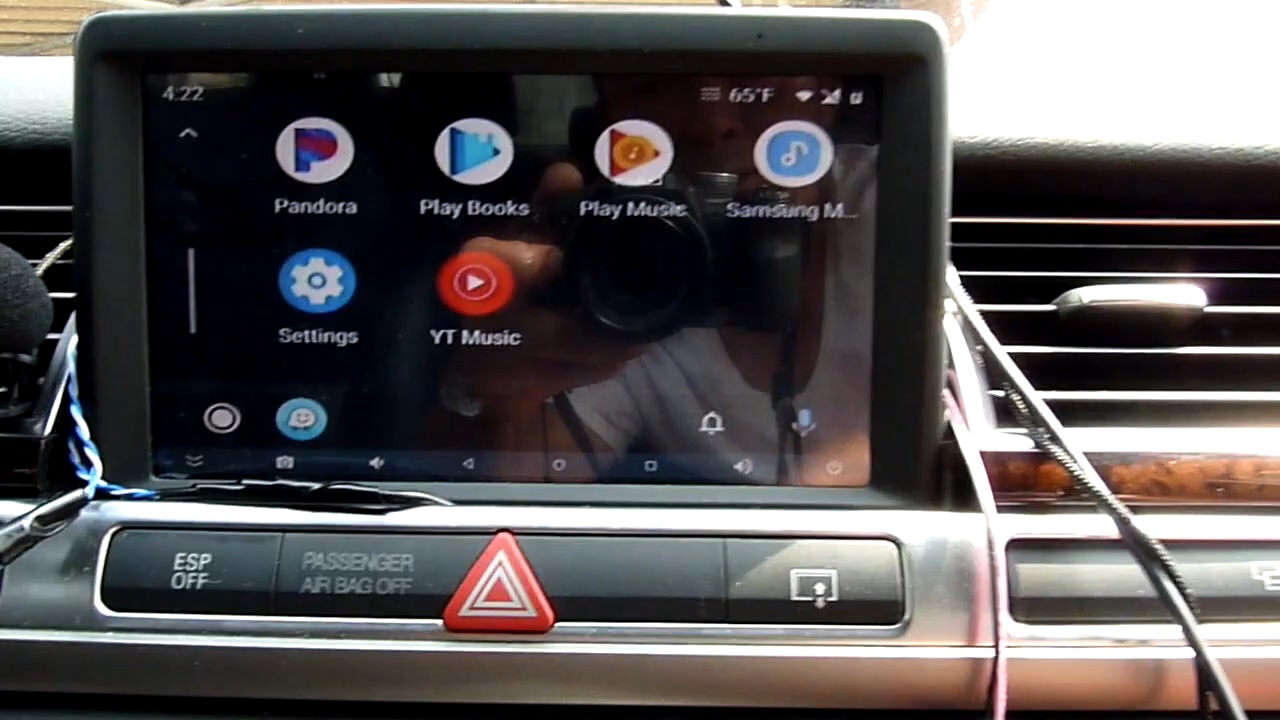 4:22
65°F
Pandora
Play Books
Play Music
Samsung M...
Settings
YT Music
ESP
OFF
PASSENGER
AIR BAG OFF